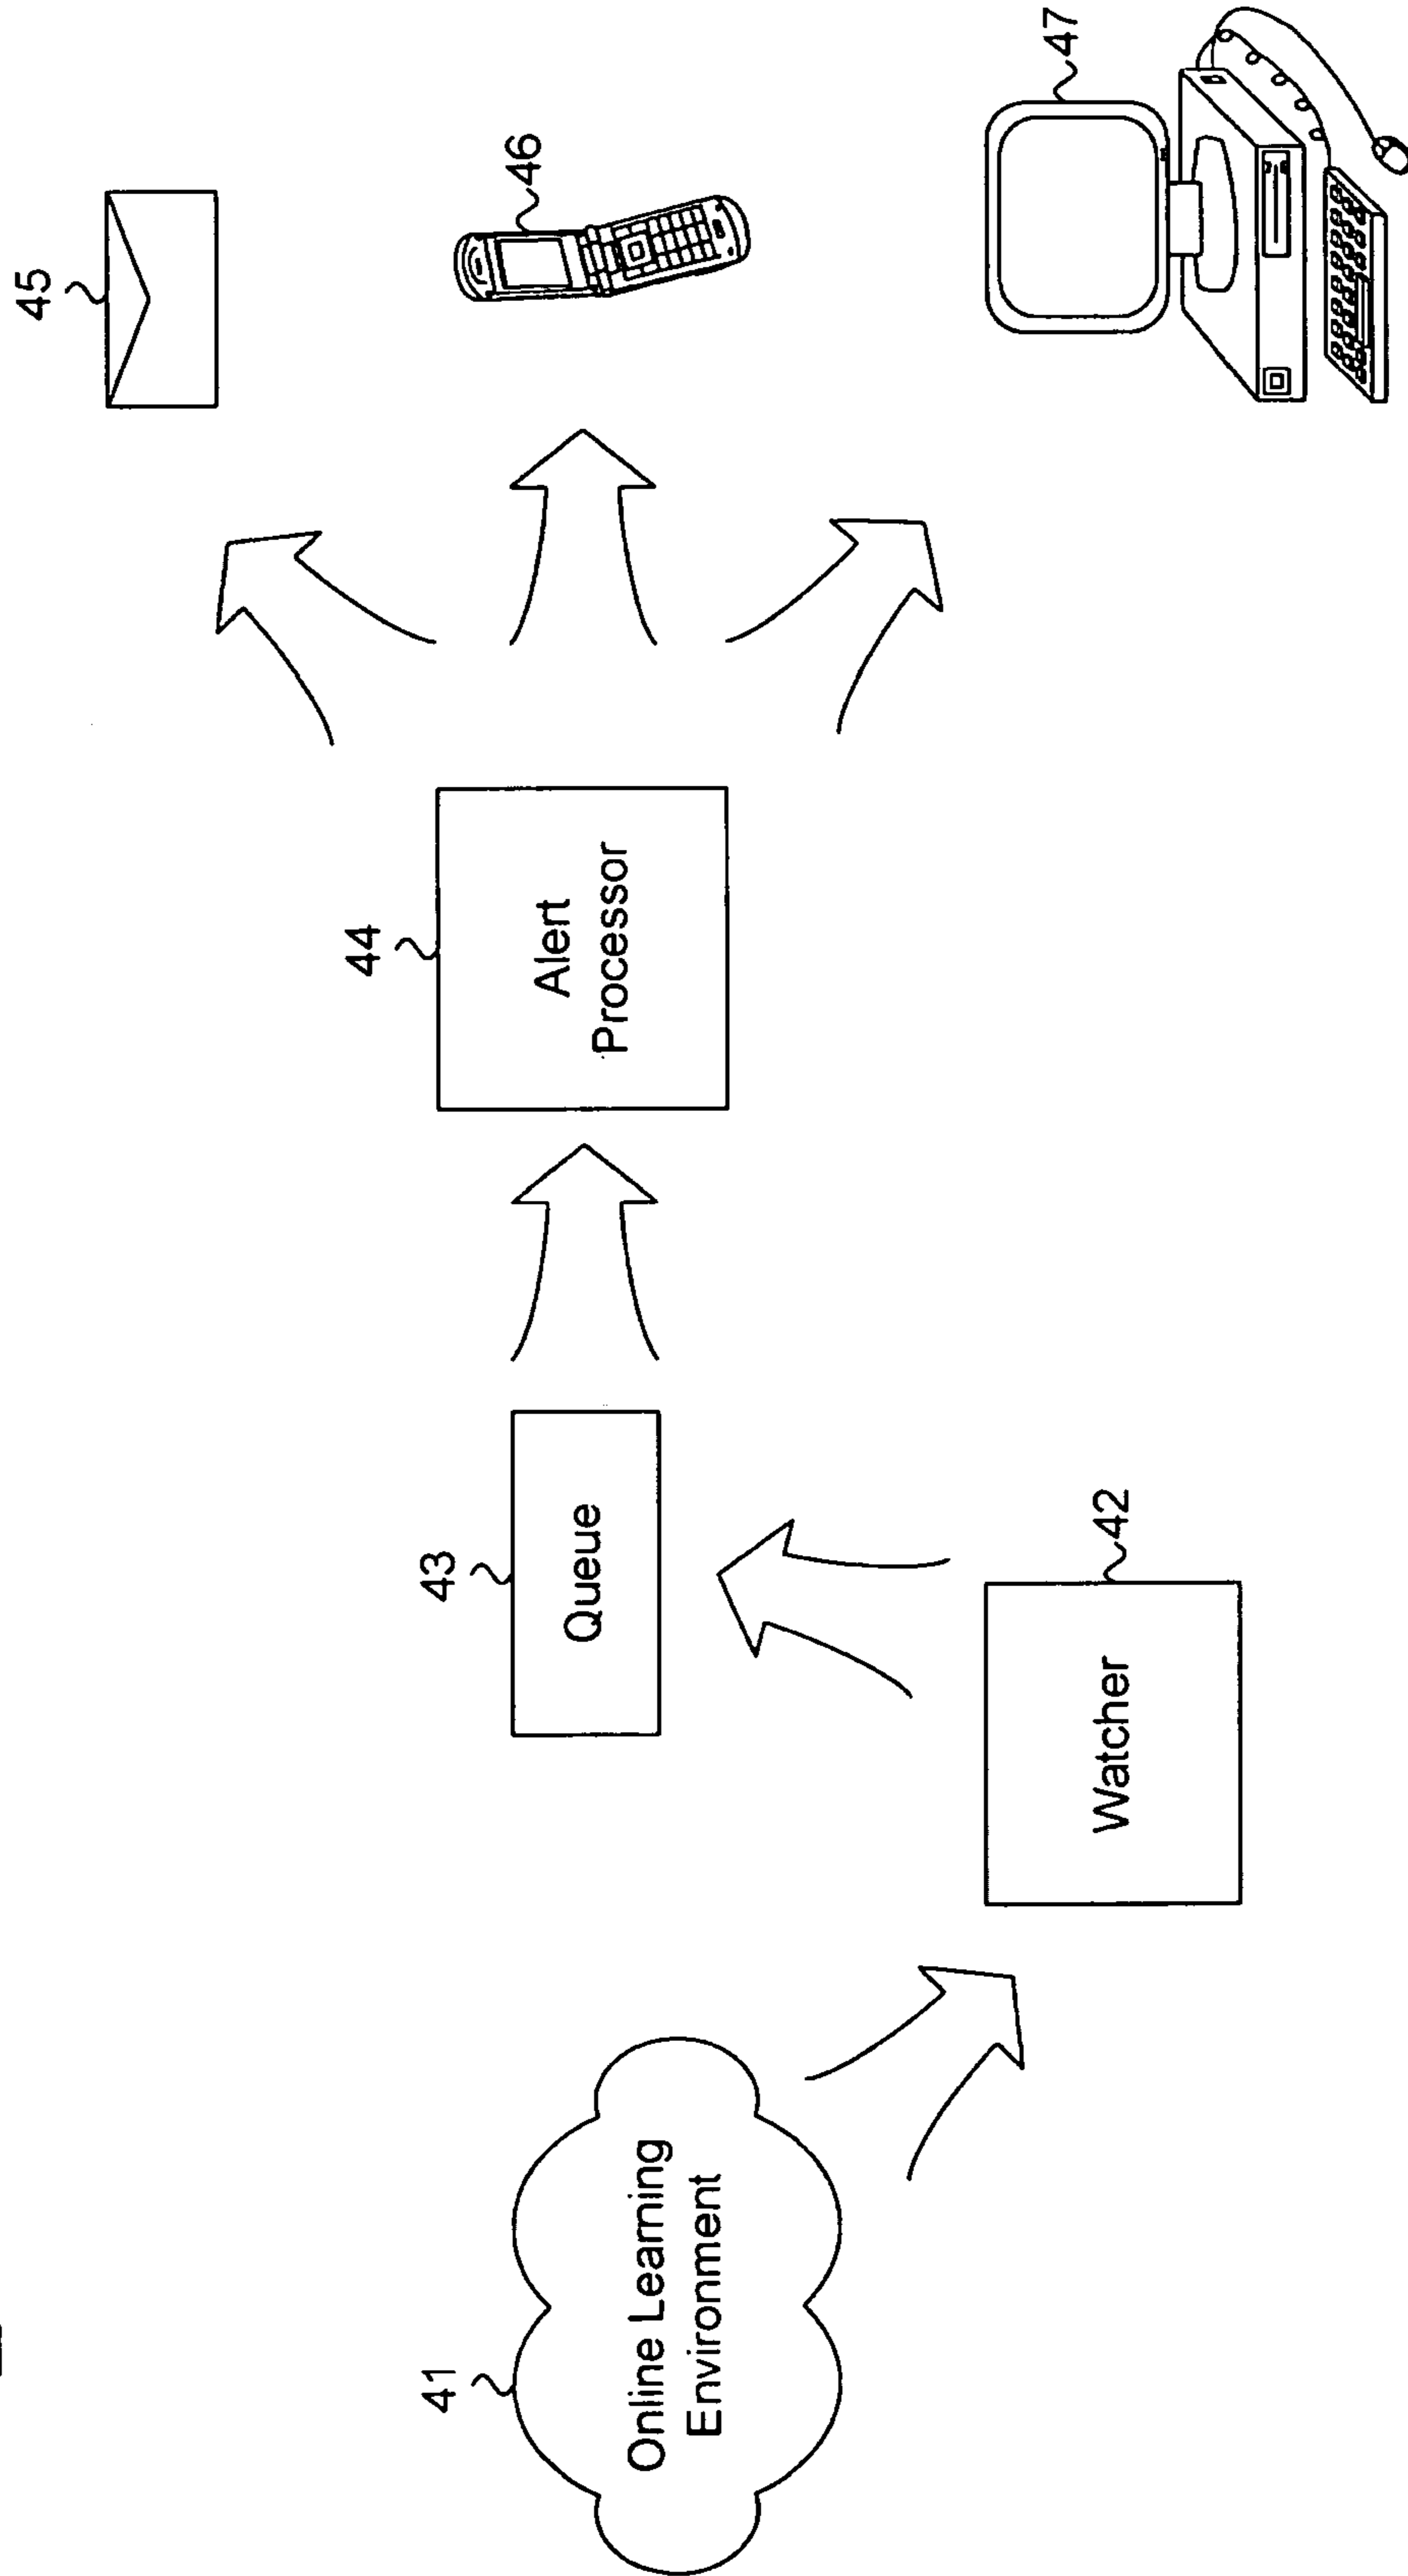 41
Online Learning
Environment
Watcher
42
43
Queue
44
Alert
Processor
45
46
47